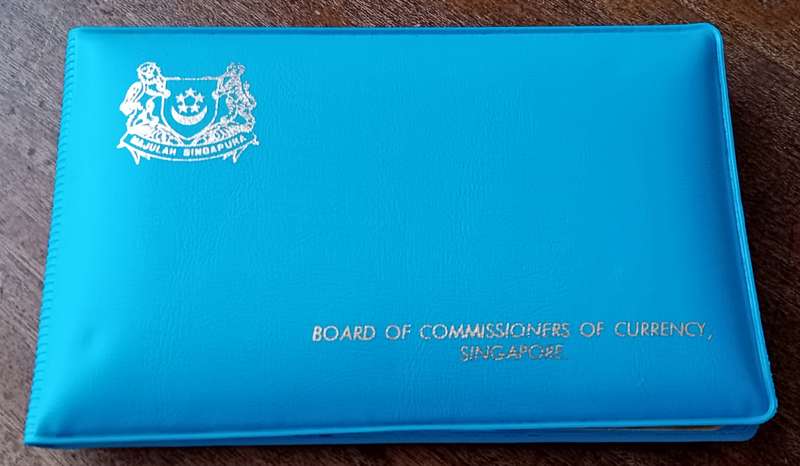 MAJULAH SINGAPURA
BOARD OF COMMISSIONERS OF CURRENCY,
SINGAPORE.